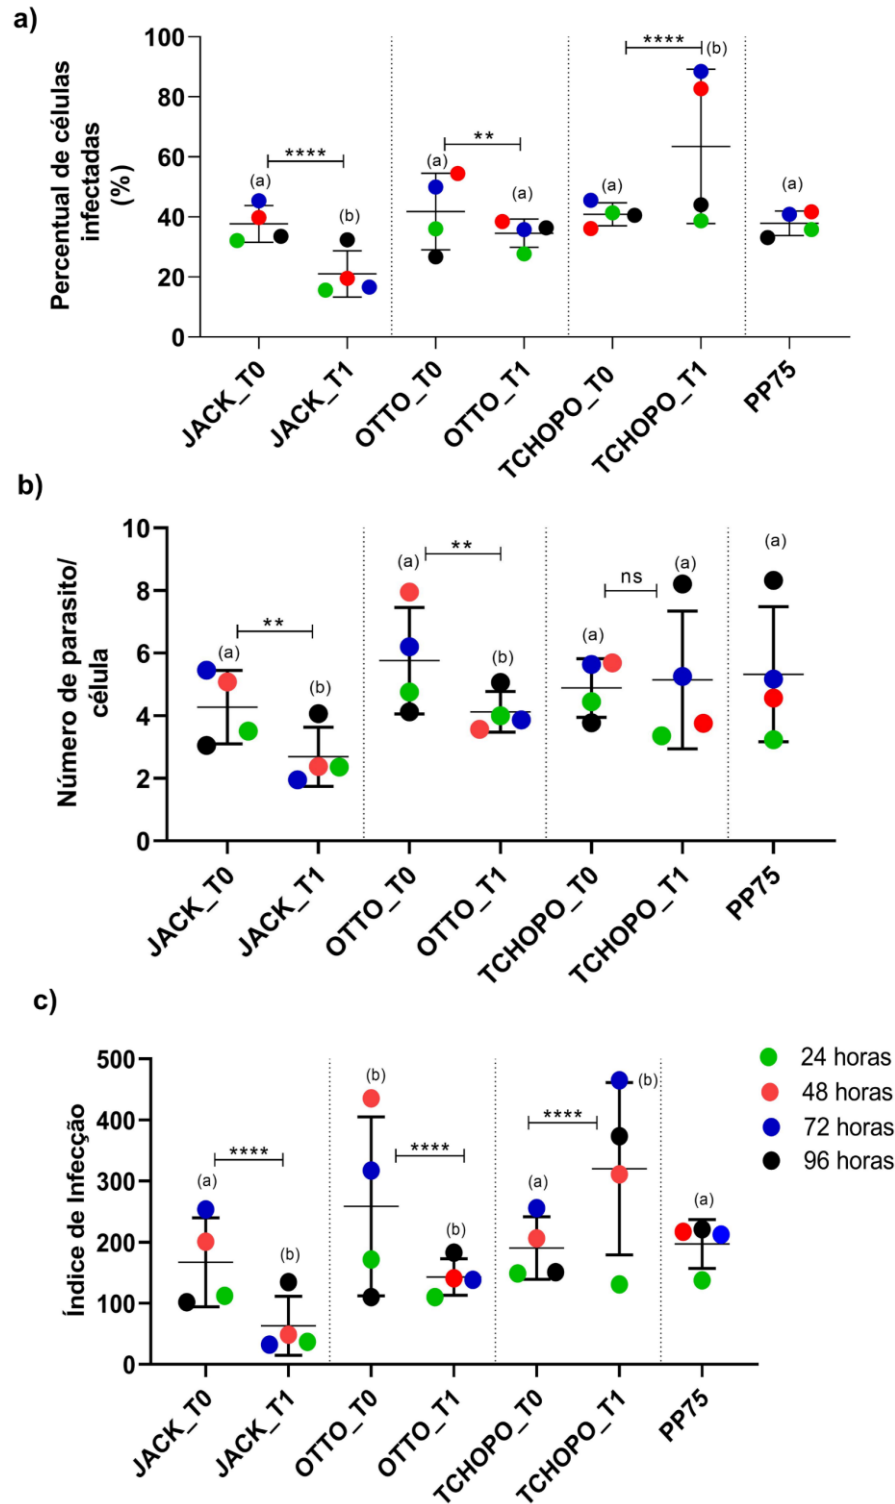 a)
Percentual de células
infectadas
(%)
100
80
60
40
20
0
(a)
****
(b)
(a)
**
(a)
(a)
****
(b)
(a)
JACK_T0
JACK_T1
OTTO_T0
OTTO_T1
TCHOPO_T0
TCHOPO_T1
PP75
b)
Número de parasito/
célula
10
8
6
4
2
0
(a)
**
(b)
(a)
**
(b)
(a)
ns
(a)
(a)
JACK_T0
JACK_T1
OTTO_T0
OTTO_T1
TCHOPO_T0
TCHOPO_T1
PP75
c)
Índice de Infecção
500
400
300
200
100
0
(a)
****
(b)
(b)
****
(b)
(a)
****
(b)
(a)
JACK_T0
JACK_T1
OTTO_T0
OTTO_T1
TCHOPO_T0
TCHOPO_T1
PP75
24 horas
48 horas
72 horas
96 horas